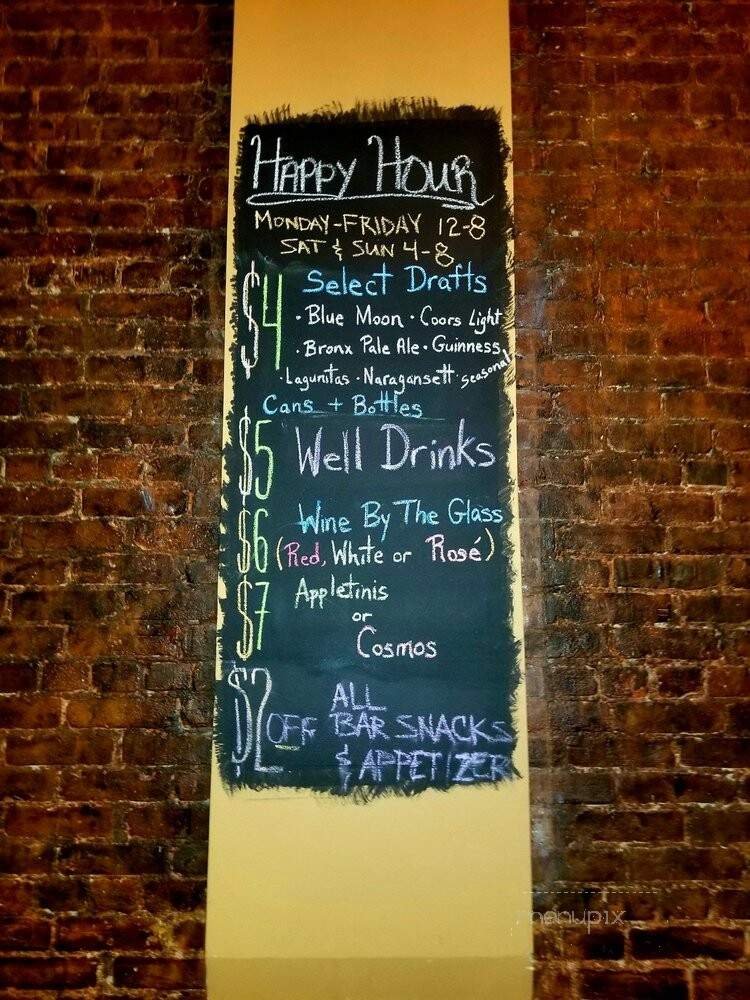 Happy Hour
Monday-Friday 12-8
Sat & Sun 4-8
$4 Select Drafts
· Blue Moon · Coors Light
· Bronx Pale Ale · Guinness
· Lagunitas · Naragansett · seasonal
Cans + Bottles
$5 Well Drinks
$6 Wine By The Glass
(Red, White or Rosé)
$7 Appletinis
or
Cosmos
$2 OFF ALL
BAR SNACKS
& APPETIZER
menupix